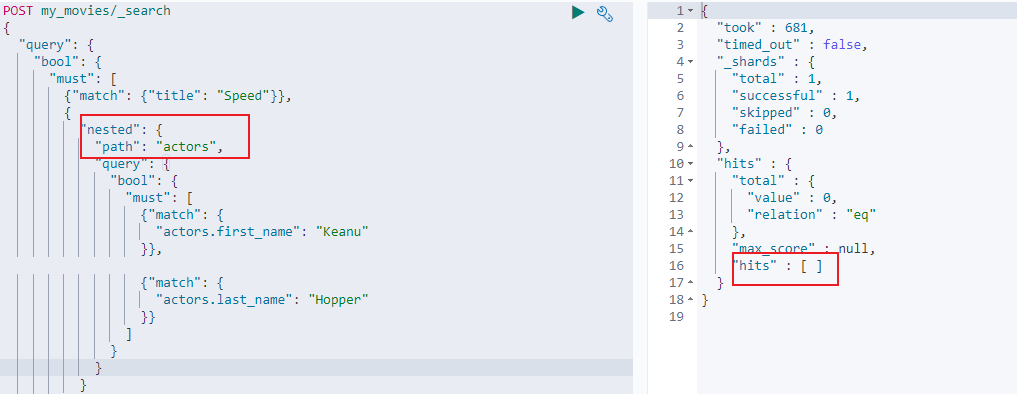 POST my_movies/_search
{
  "query": {
    "bool": {
      "must": [
        {"match": {"title": "Speed"}},
        {
          "nested": {
            "path": "actors",
            "query": {
              "bool": {
                "must": [
                  {"match": {
                    "actors.first_name": "Keanu"
                  }},
                  {"match": {
                    "actors.last_name": "Hopper"
                  }}
                ]
              }
            }
          }
1 {
2 "took" : 681,
3 "timed_out" : false,
4 "_shards" : {
5 "total" : 1,
6 "successful" : 1,
7 "skipped" : 0,
8 "failed" : 0
9 },
10 "hits" : {
11 "total" : {
12 "value" : 0,
13 "relation" : "eq"
14 },
15 "max_score" : null,
16 "hits" : [ ]
17 }
18 }
19